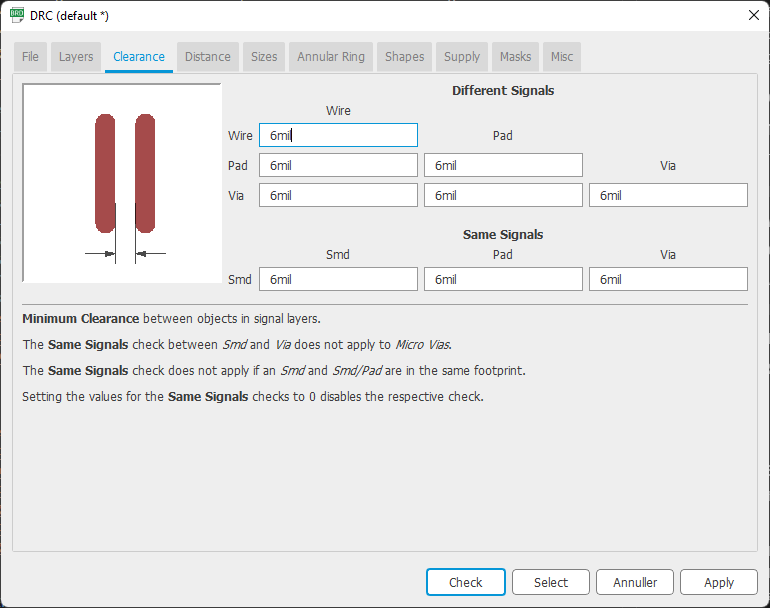 BRD DRC (default *)
File Layers Clearance Distance Sizes Annular Ring Shapes Supply Masks Misc
Different Signals
Wire
Wire 6mil Pad
Pad 6mil 6mil Via
Via 6mil 6mil 6mil
Same Signals
Smd Pad Via
Smd 6mil 6mil 6mil
Minimum Clearance between objects in signal layers.
The Same Signals check between Smd and Via does not apply to Micro Vias.
The Same Signals check does not apply if an Smd and Smd/Pad are in the same footprint.
Setting the values for the Same Signals checks to 0 disables the respective check.
Check Select Annuller Apply